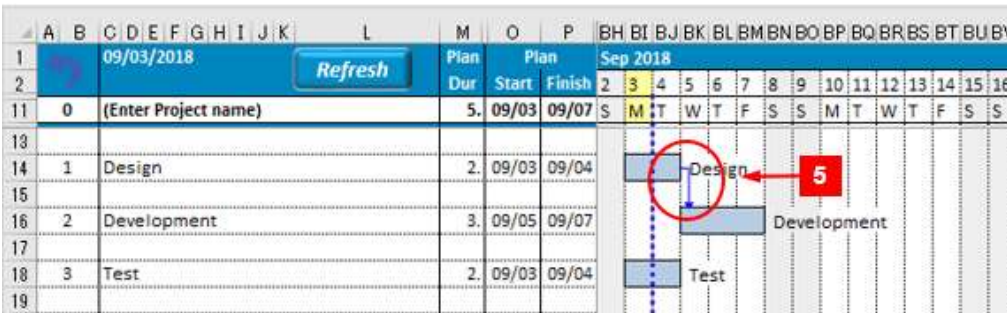 A B C D E F G H I J K L M O P BH BI BJ BK BL BM BN BO BP BQ BR BS BT BU BV
1 09/03/2018 Refresh Plan Plan Sep 2018
2 Dur Start Finish 2 3 4 5 6 7 8 9 10 11 12 13 14 15 16
11 0 (Enter Project name) 5. 09/03 09/07 S M T W T F S S M T W T F S S
13
14 1 Design 2. 09/03 09/04 Design 5
15
16 2 Development 3. 09/05 09/07 Development
17
18 3 Test 2. 09/03 09/04 Test
19